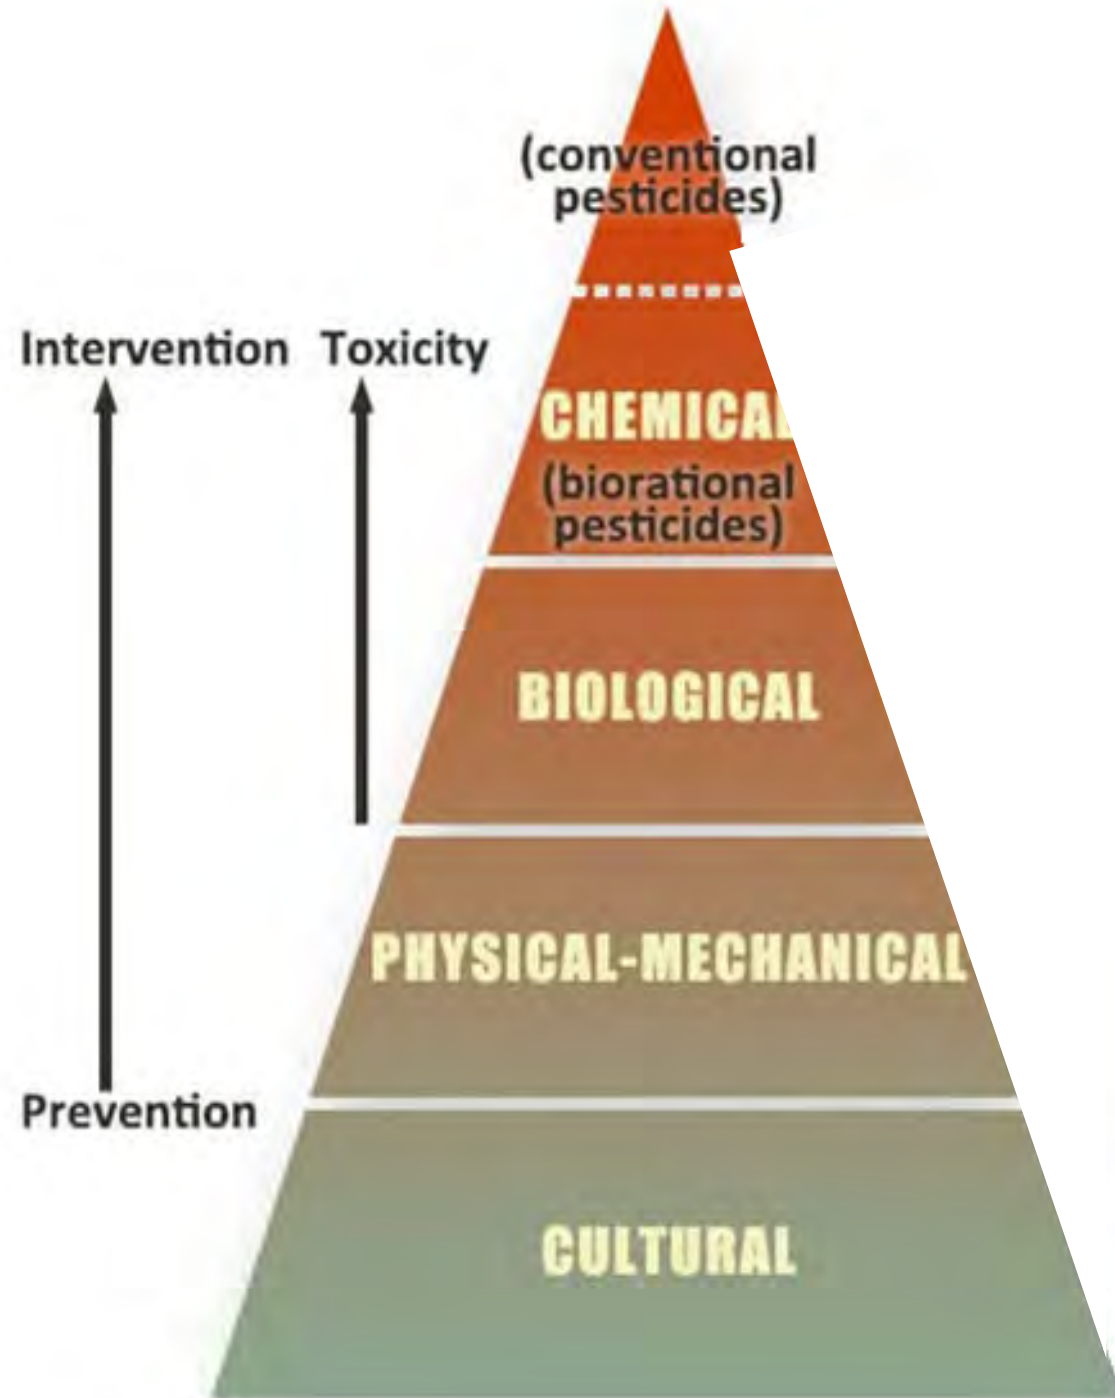 (conventional
pesticides)
Intervention
Toxicity
CHEMICAL
(biorational
pesticides)
BIOLOGICAL
PHYSICAL-MECHANICAL
Prevention
CULTURAL